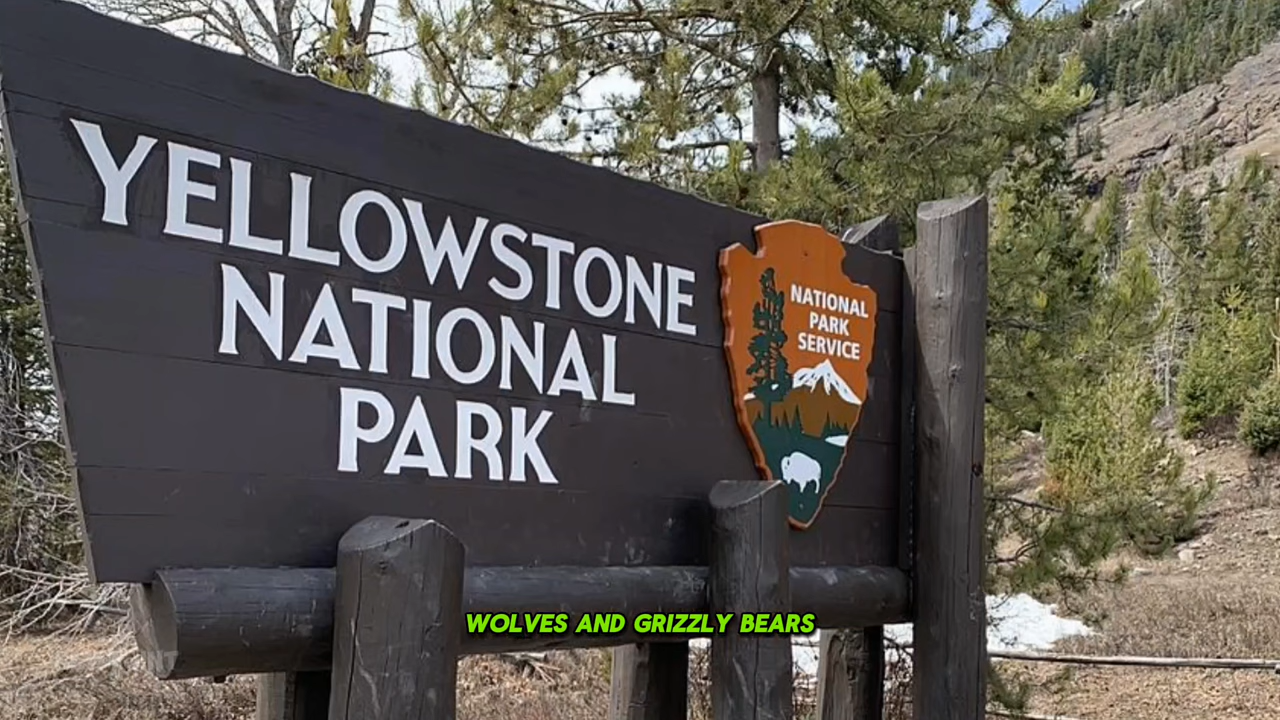 YELLOWSTONE
NATIONAL
PARK
NATIONAL
PARK
SERVICE
WOLVES AND GRIZZLY BEARS